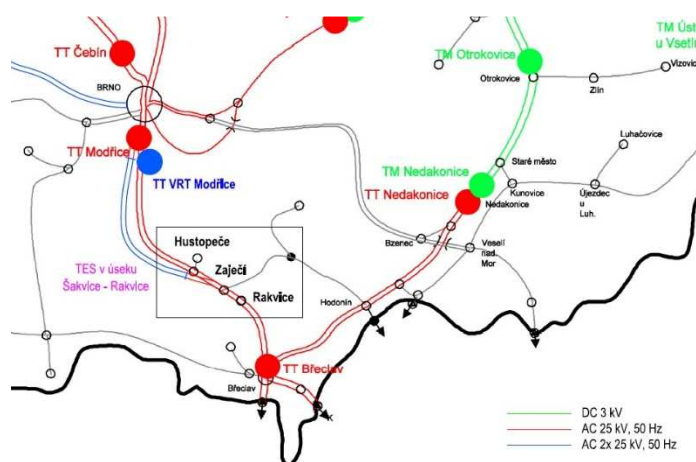 TT Čebín
BRNO
TT Modřice
TT VRT Modřice
TES v úseku
Šakvice - Rakvice
Hustopeče
Zaječí
Rakvice
TT Břeclav
Břeclav
Hodonín
TM Otrokovice
Otrokovice
Zlín
Vizovic
TM Úst
u Vsetín
Luhačovice
Staré město
TM Nedakonice
TT Nedakonice
Nedakonice
Kunovice
Újezdec
u
Luh.
Bzenec
Veselí
nad.
Mor
DC 3 kV
AC 25 kV, 50 Hz
AC 2x 25 kV, 50 Hz